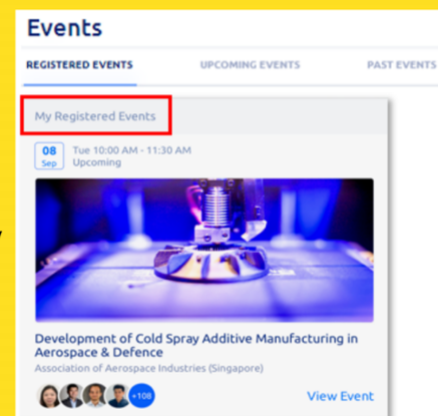 Events
REGISTERED EVENTS UPCOMING EVENTS PAST EVENTS
My Registered Events
08 Tue 10:00 AM - 11:30 AM
Sep Upcoming
Development of Cold Spray Additive Manufacturing in
Aerospace & Defence
Association of Aerospace Industries (Singapore)
+108 View Event